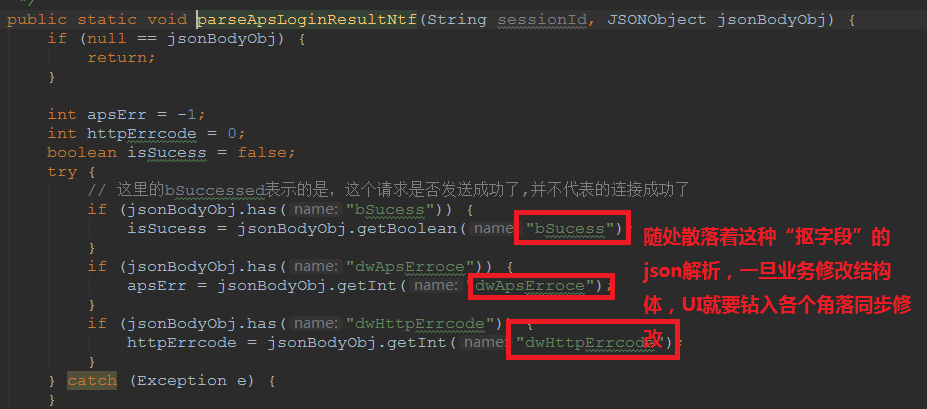 */
public static void parseApsLoginResultNtf(String sessionId, JSONObject jsonBodyObj) {
if (null == jsonBodyObj) {
return;
}
int apsErr = -1;
int httpErrcode = 0;
boolean isSucess = false;
try {
// 这里的bSuccessed表示的是，这个请求是否发送成功了,并不代表的连接成功了
if (jsonBodyObj.has( name: "bSucess")) {
isSucess = jsonBodyObj.getBoolean( name: "bSucess");
}
if (jsonBodyObj.has( name: "dwApsErroce")) {
apsErr = jsonBodyObj.getInt( name: "dwApsErroce");
}
if (jsonBodyObj.has( name: "dwHttpErrcode")) {
httpErrcode = jsonBodyObj.getInt( name: "dwHttpErrcode");
}
} catch (Exception e) {
}
随处散落着这种“抠字段”的
json解析，一旦业务修改结构
体，UI就要钻入各个角落同步修
改